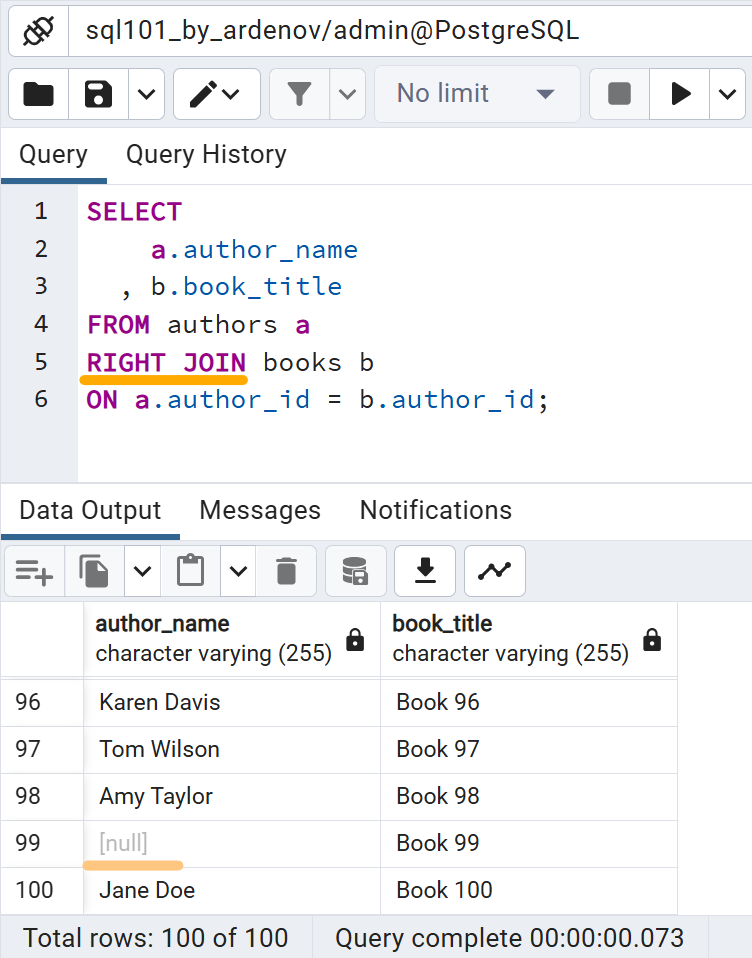 sql101_by_ardenov/admin@PostgreSQL
No limit
Query Query History
1 SELECT
2 a.author_name
3 , b.book_title
4 FROM authors a
5 RIGHT JOIN books b
6 ON a.author_id = b.author_id;
Data Output Messages Notifications
author_name book_title
character varying (255) character varying (255)
96 Karen Davis Book 96
97 Tom Wilson Book 97
98 Amy Taylor Book 98
99 [null] Book 99
100 Jane Doe Book 100
Total rows: 100 of 100 Query complete 00:00:00.073